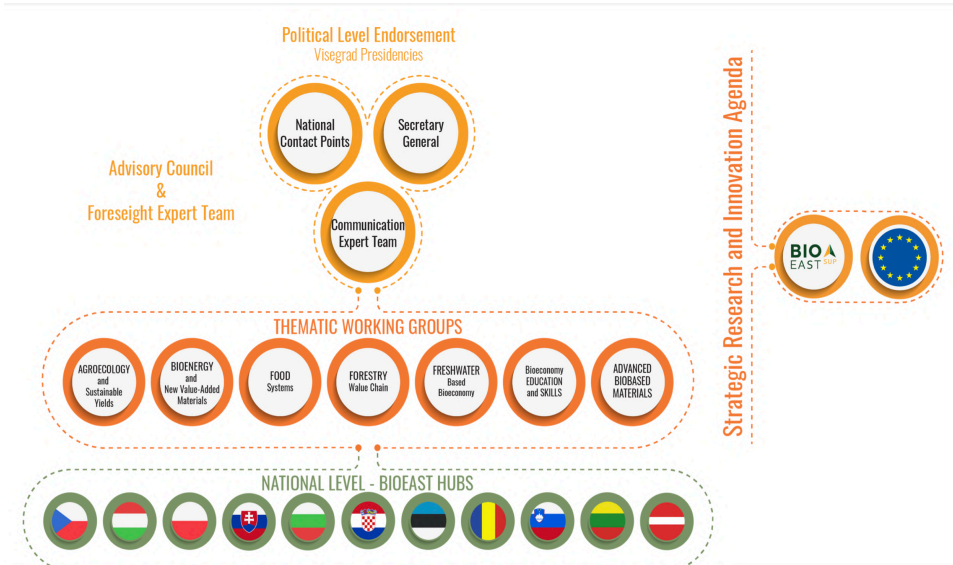 Political Level Endorsement
Visegrad Presidencies
National
Contact Points
Secretary
General
Communication
Expert Team
Advisory Council
&
Foresight Expert Team
THEMATIC WORKING GROUPS
AGROECOLOGY
and
Sustainable
Yields
BIOENERGY
and
New Value-Added
Materials
FOOD
Systems
FORESTRY
Walue Chain
FRESHWATER
Based
Bioeconomy
Bioeconomy
EDUCATION
and SKILLS
ADVANCED
BIOBASED
MATERIALS
NATIONAL LEVEL - BIOEAST HUBS
Strategic Research and Innovation Agenda
BIO
EAST SUP